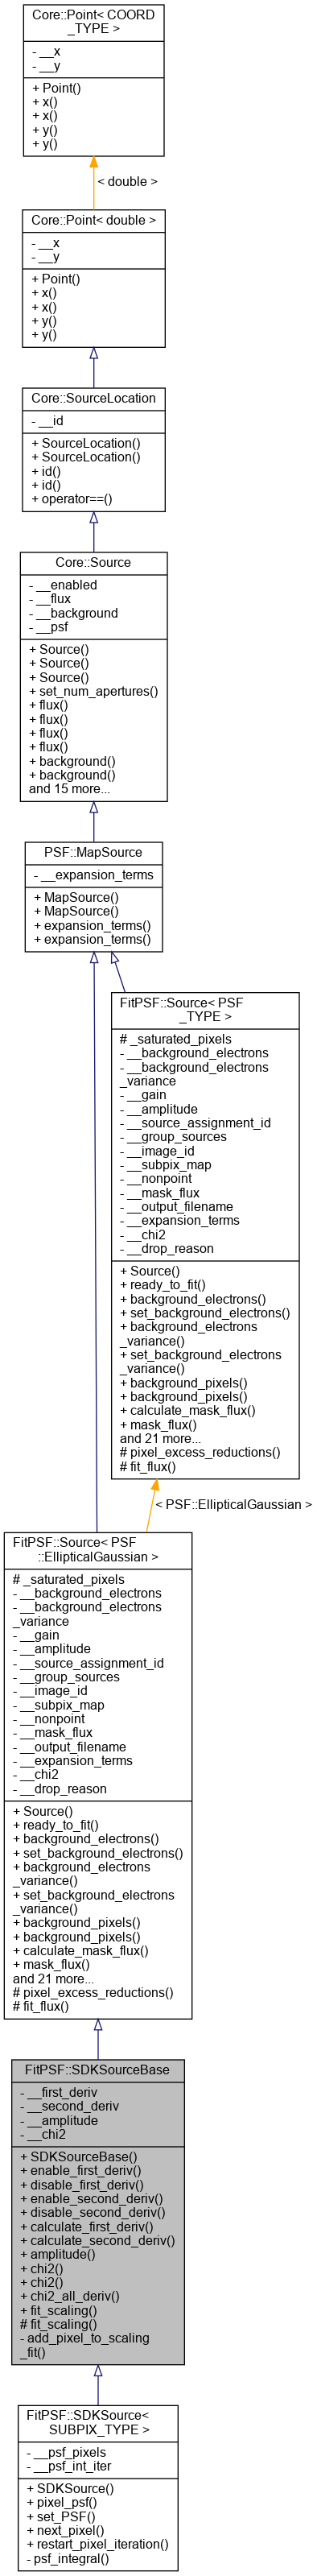 Core::Point< COORD
_TYPE >
- __x
- __y
+ Point()
+ x()
+ x()
+ y()
+ y()
< double >
Core::Point< double >
- __x
- __y
+ Point()
+ x()
+ x()
+ y()
+ y()
Core::SourceLocation
- __id
+ SourceLocation()
+ SourceLocation()
+ id()
+ id()
+ operator==()
Core::Source
- __enabled
- __flux
- __background
- __psf
+ Source()
+ Source()
+ Source()
+ set_num_apertures()
+ flux()
+ flux()
+ flux()
+ flux()
+ background()
+ background()
and 15 more...
PSF::MapSource
- __expansion_terms
+ MapSource()
+ MapSource()
+ expansion_terms()
+ expansion_terms()
FitPSF::Source< PSF
_TYPE >
# _saturated_pixels
- __background_electrons
- __background_electrons
_variance
- __gain
- __amplitude
- __source_assignment_id
- __group_sources
- __image_id
- __subpix_map
- __nonpoint
- __mask_flux
- __output_filename
- __expansion_terms
- __chi2
- __drop_reason
+ Source()
+ ready_to_fit()
+ background_electrons()
+ set_background_electrons()
+ background_electrons
_variance()
+ set_background_electrons
_variance()
+ background_pixels()
+ background_pixels()
+ calculate_mask_flux()
+ mask_flux()
and 21 more...
# pixel_excess_reductions()
# fit_flux()
< PSF::EllipticalGaussian >
FitPSF::Source< PSF
::EllipticalGaussian >
# _saturated_pixels
- __background_electrons
- __background_electrons
_variance
- __gain
- __amplitude
- __source_assignment_id
- __group_sources
- __image_id
- __subpix_map
- __nonpoint
- __mask_flux
- __output_filename
- __expansion_terms
- __chi2
- __drop_reason
+ Source()
+ ready_to_fit()
+ background_electrons()
+ set_background_electrons()
+ background_electrons
_variance()
+ set_background_electrons
_variance()
+ background_pixels()
+ background_pixels()
+ calculate_mask_flux()
+ mask_flux()
and 21 more...
# pixel_excess_reductions()
# fit_flux()
FitPSF::SDKSourceBase
- __first_deriv
- __second_deriv
- __amplitude
- __chi2
+ SDKSourceBase()
+ enable_first_deriv()
+ disable_first_deriv()
+ enable_second_deriv()
+ disable_second_deriv()
+ calculate_first_deriv()
+ calculate_second_deriv()
+ amplitude()
+ chi2()
+ chi2()
+ chi2_all_deriv()
+ fit_scaling()
# fit_scaling()
- add_pixel_to_scaling
_fit()
FitPSF::SDKSource<
SUBPIX_TYPE >
- __psf_pixels
- __psf_int_iter
+ SDKSource()
+ pixel_psf()
+ set_PSF()
+ next_pixel()
+ restart_pixel_iteration()
- psf_integral()